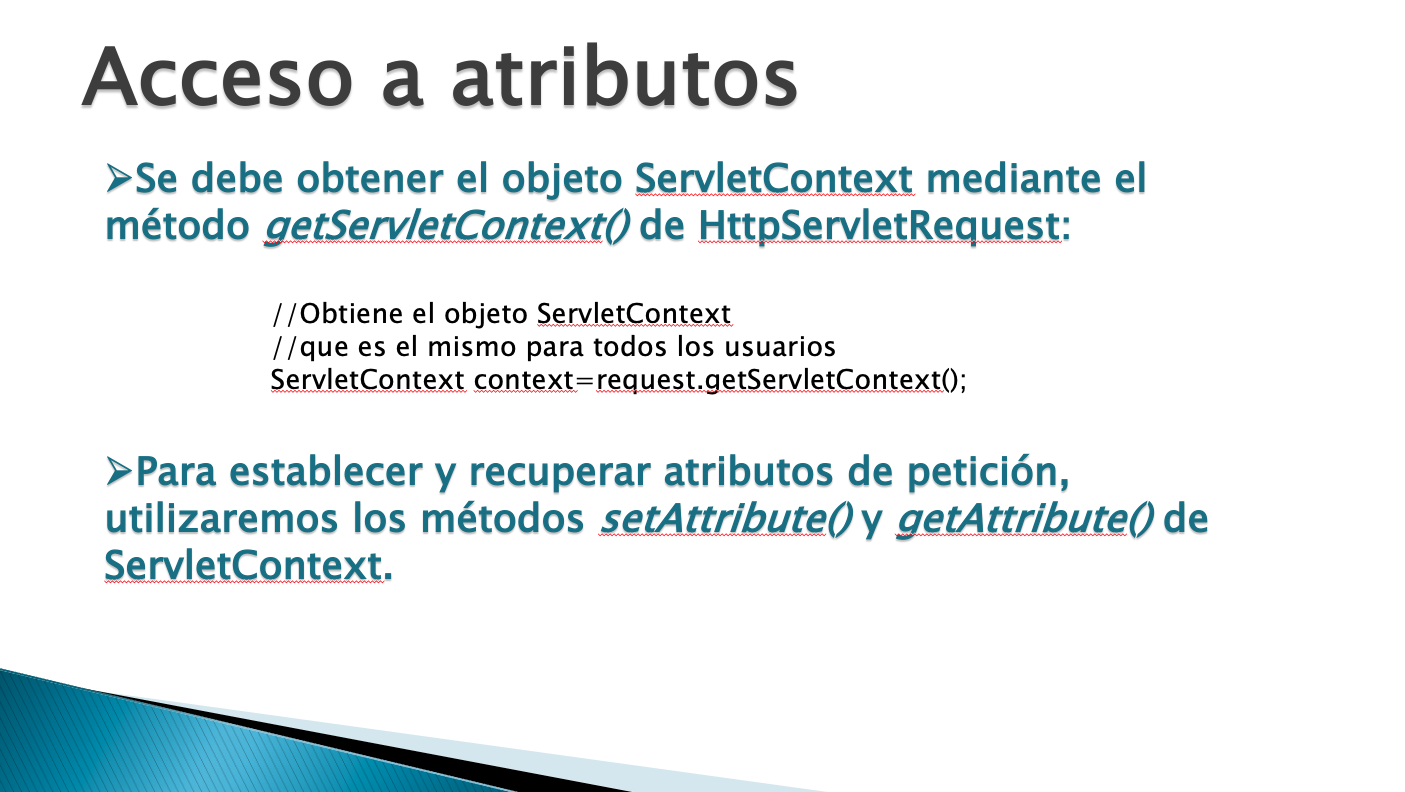 Acceso a atributos
➢Se debe obtener el objeto ServletContext mediante el
método getServletContext() de HttpServletRequest:
//Obtiene el objeto ServletContext
//que es el mismo para todos los usuarios
ServletContext context=request.getServletContext();
➢Para establecer y recuperar atributos de petición,
utilizaremos los métodos setAttribute() y getAttribute() de
ServletContext.